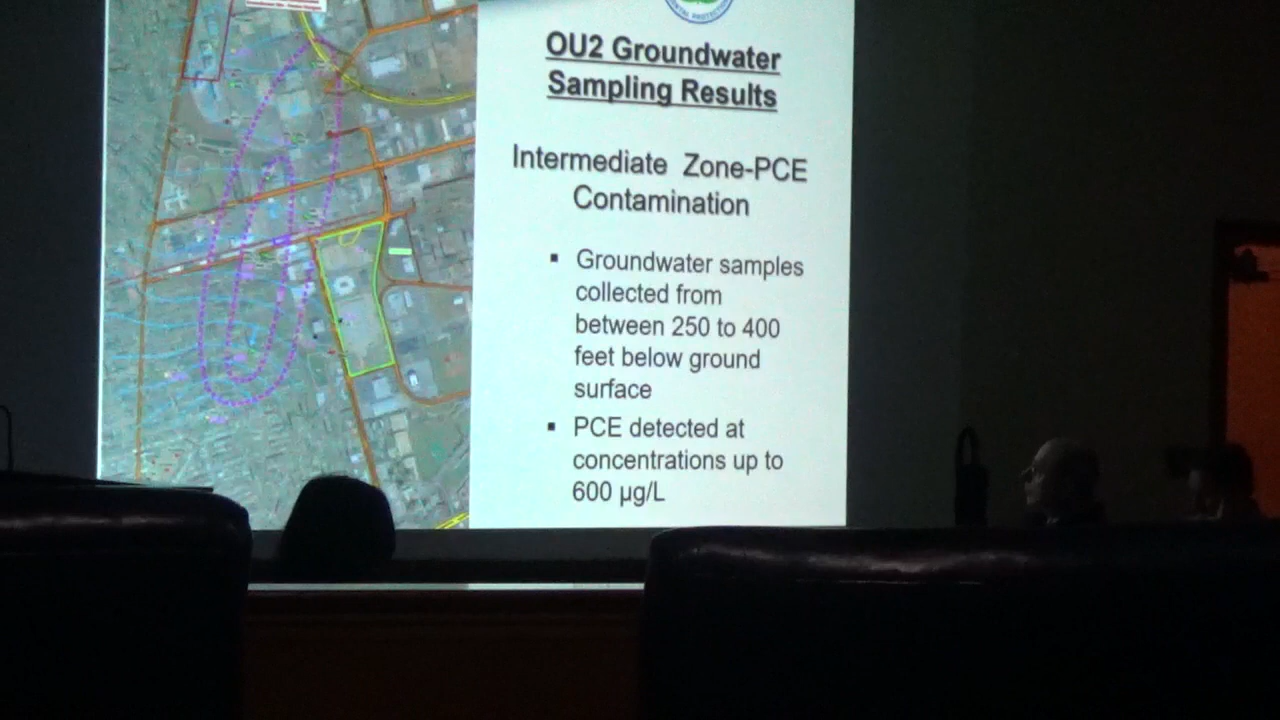 OU2 Groundwater
Sampling Results
Intermediate Zone-PCE
Contamination
▪ Groundwater samples
collected from
between 250 to 400
feet below ground
surface
▪ PCE detected at
concentrations up to
600 µg/L